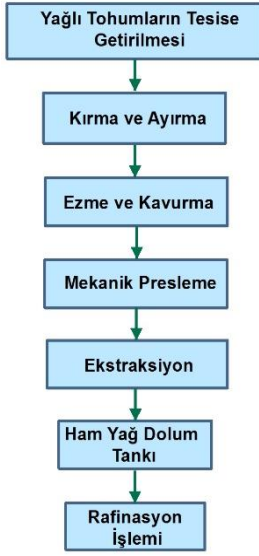 Yağlı Tohumların Tesise
Getirilmesi
Kırma ve Ayırma
Ezme ve Kavurma
Mekanik Presleme
Ekstraksiyon
Ham Yağ Dolum
Tankı
Rafinasyon
İşlemi